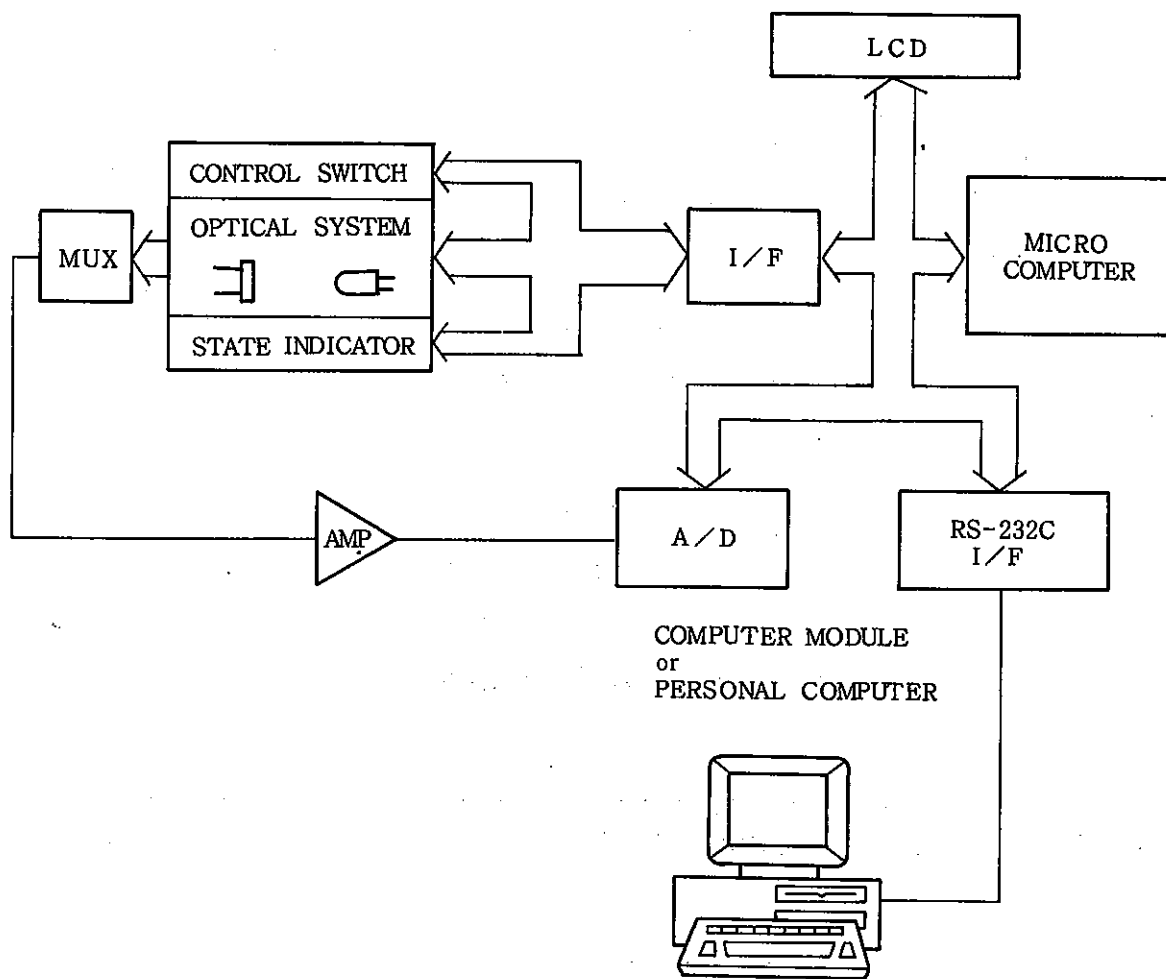 LCD
CONTROL SWITCH
OPTICAL SYSTEM
STATE INDICATOR
MUX
I/F
MICRO
COMPUTER
AMP
A/D
RS-232C
I/F
COMPUTER MODULE
or
PERSONAL COMPUTER